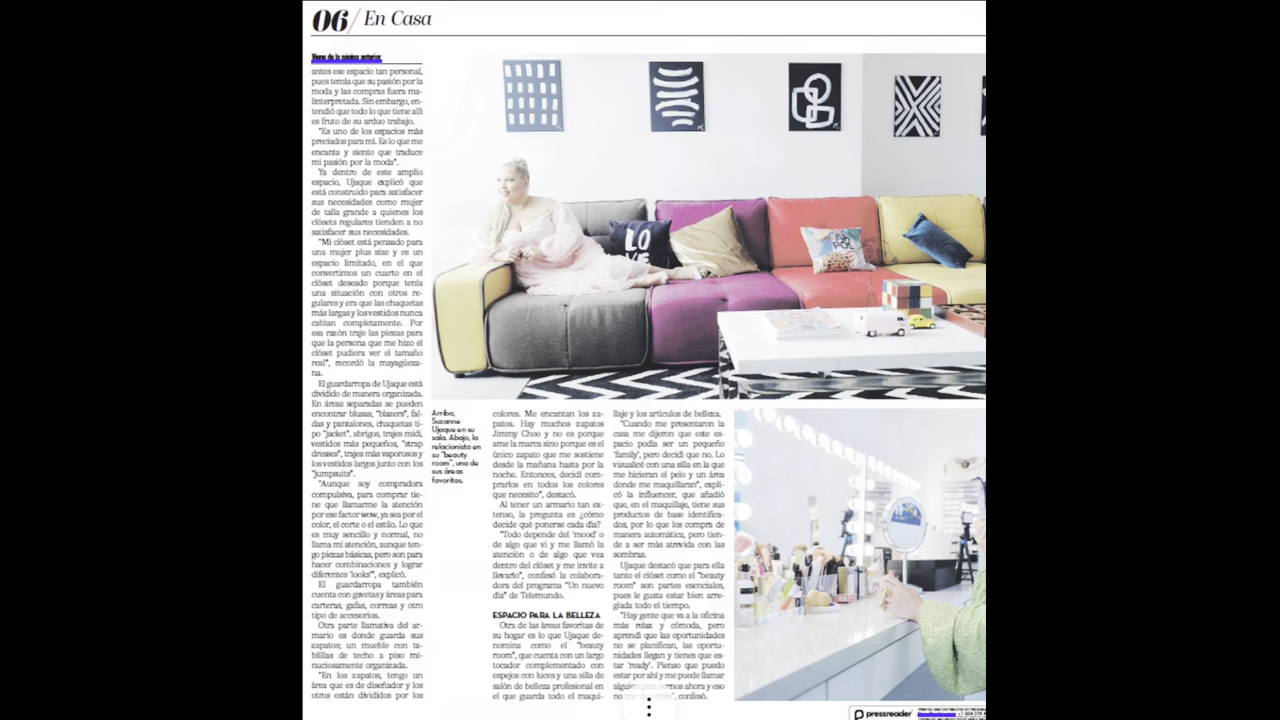 06/ En Casa
Viene de la página anterior
antes ese espacio tan personal,
pues temía que su pasión por la
moda y las compras fuera ma-
linterpretada. Sin embargo, en-
tendió que todo lo que tiene allí
es fruto de su arduo trabajo.
"Es uno de los espacios más
preciados para mí. Es lo que me
encanta y siento que traduce
mi pasión por la moda".
Ya dentro de este amplio
espacio, Ujaque explicó que
está construido para satisfacer
sus necesidades como mujer
de talla grande a quienes los
clósets regulares tienden a no
satisfacer sus necesidades.
"Mi clóset está pensado para
una mujer plus size y es un
espacio limitado, en el que
convertimos un cuarto en el
clóset deseado porque tenía
una situación con otros re-
gulares y era que las chaquetas
más largas y los vestidos nunca
cabían completamente. Por
esa razón traje las piezas para
que la persona que me hizo el
clóset pudiera ver el tamaño
real", recordó la mayagüeza-
na.
El guardarropa de Ujaque está
dividido de manera organizada.
En áreas separadas se pueden
encontrar blusas, "blazers", fal-
das y pantalones, chaquetas ti-
po "jacket", abrigos, trajes midi,
vestidos más pequeños, "strap
dresses", trajes más vaporosos y
los vestidos largos junto con los
"jumpsuits".
"Aunque soy compradora
compulsiva, para comprar tie-
ne que llamarme la atención
por ese factor wow, ya sea por el
color, el corte o el estilo. Lo que
es muy sencillo y normal, no
llama mi atención, aunque ten-
go piezas básicas, pero son para
hacer combinaciones y lograr
diferentes 'looks'", explicó.
El guardarropa también
cuenta con gavetas y áreas para
carteras, gafas, correas y otro
tipo de accesorios.
Otra parte llamativa del ar-
mario es donde guarda sus
zapatos; un mueble con ta-
blillas de techo a piso mi-
nuciosamente organizada.
"En los zapatos, tengo un
área que es de diseñador y los
otros están divididos por los
LO
VE
Arriba,
Suzanne
Ujaque en su
sala. Abajo, la
relacionista en
su "beauty
room", una de
sus áreas
favoritas.
colores. Me encantan los za-
patos. Hay muchos zapatos
Jimmy Choo y no es porque
ame la marca sino porque es el
único zapato que me sostiene
desde la mañana hasta por la
noche. Entonces, decidí com-
prarlos en todos los colores
que necesito", destacó.
Al tener un armario tan ex-
tenso, la pregunta es ¿cómo
decide qué ponerse cada día?
"Todo depende del 'mood' o
de algo que vi y me llamó la
atención o de algo que vea
dentro del clóset y me invite a
llevarlo", confesó la colabora-
dora del programa "Un nuevo
día" de Telemundo.
ESPACIO PARA LA BELLEZA
Otra de las áreas favoritas de
su hogar es lo que Ujaque de-
nomina como el "beauty
room", que cuenta con un largo
tocador complementado con
espejos con luces y una silla de
salón de belleza profesional en
el que guarda todo el maqui-
llaje y los artículos de belleza.
"Cuando me presentaron la
casa me dijeron que este es-
pacio podía ser un pequeño
'family', pero decidí que no. Lo
visualicé con una silla en la que
me hicieran el pelo y un área
donde me maquillaran", expli-
có la influencer, que añadió
que, en el maquillaje, tiene sus
productos de base identifica-
dos, por lo que los compra de
manera automática, pero tien-
de a ser más atrevida con las
sombras.
Ujaque destacó que para ella
tanto el clóset como el "beauty
room" son partes esenciales,
pues le gusta estar bien arre-
glada todo el tiempo.
"Hay gente que va a la oficina
más relax y cómoda, pero
aprendí que las oportunidades
no se planifican, las oportu-
nidades llegan y tienes que es-
tar 'ready'. Pienso que puedo
estar por ahí y me puede llamar
alguien para vernos ahora y eso
no me detiene", confesó.
pressreader